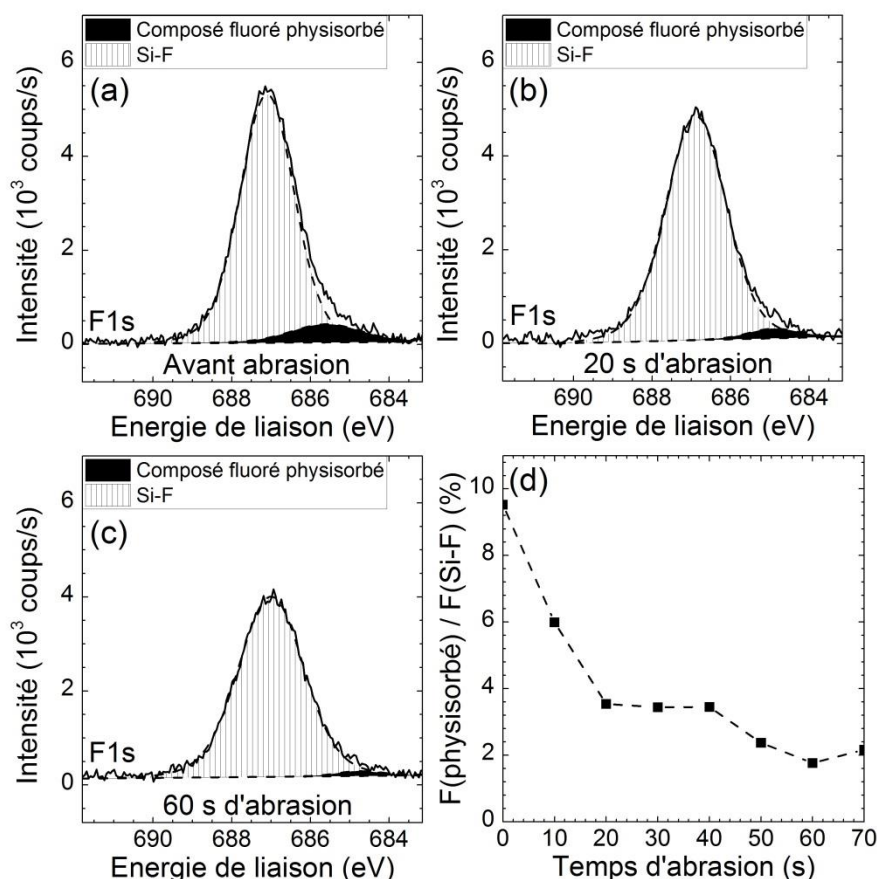 Composé fluoré physisorbé
Si-F
(a)
6
4
2
0
Intensité (10³ coups/s)
F1s
Avant abrasion
690 688 686 684
Energie de liaison (eV)
Composé fluoré physisorbé
Si-F
(b)
6
4
2
0
Intensité (10³ coups/s)
F1s
20 s d'abrasion
690 688 686 684
Energie de liaison (eV)
Composé fluoré physisorbé
Si-F
(c)
6
4
2
0
Intensité (10³ coups/s)
F1s
60 s d'abrasion
690 688 686 684
Energie de liaison (eV)
(d)
10
8
6
4
2
0
F(physisorbé) / F(Si-F) (%)
0 10 20 30 40 50 60 70
Temps d'abrasion (s)